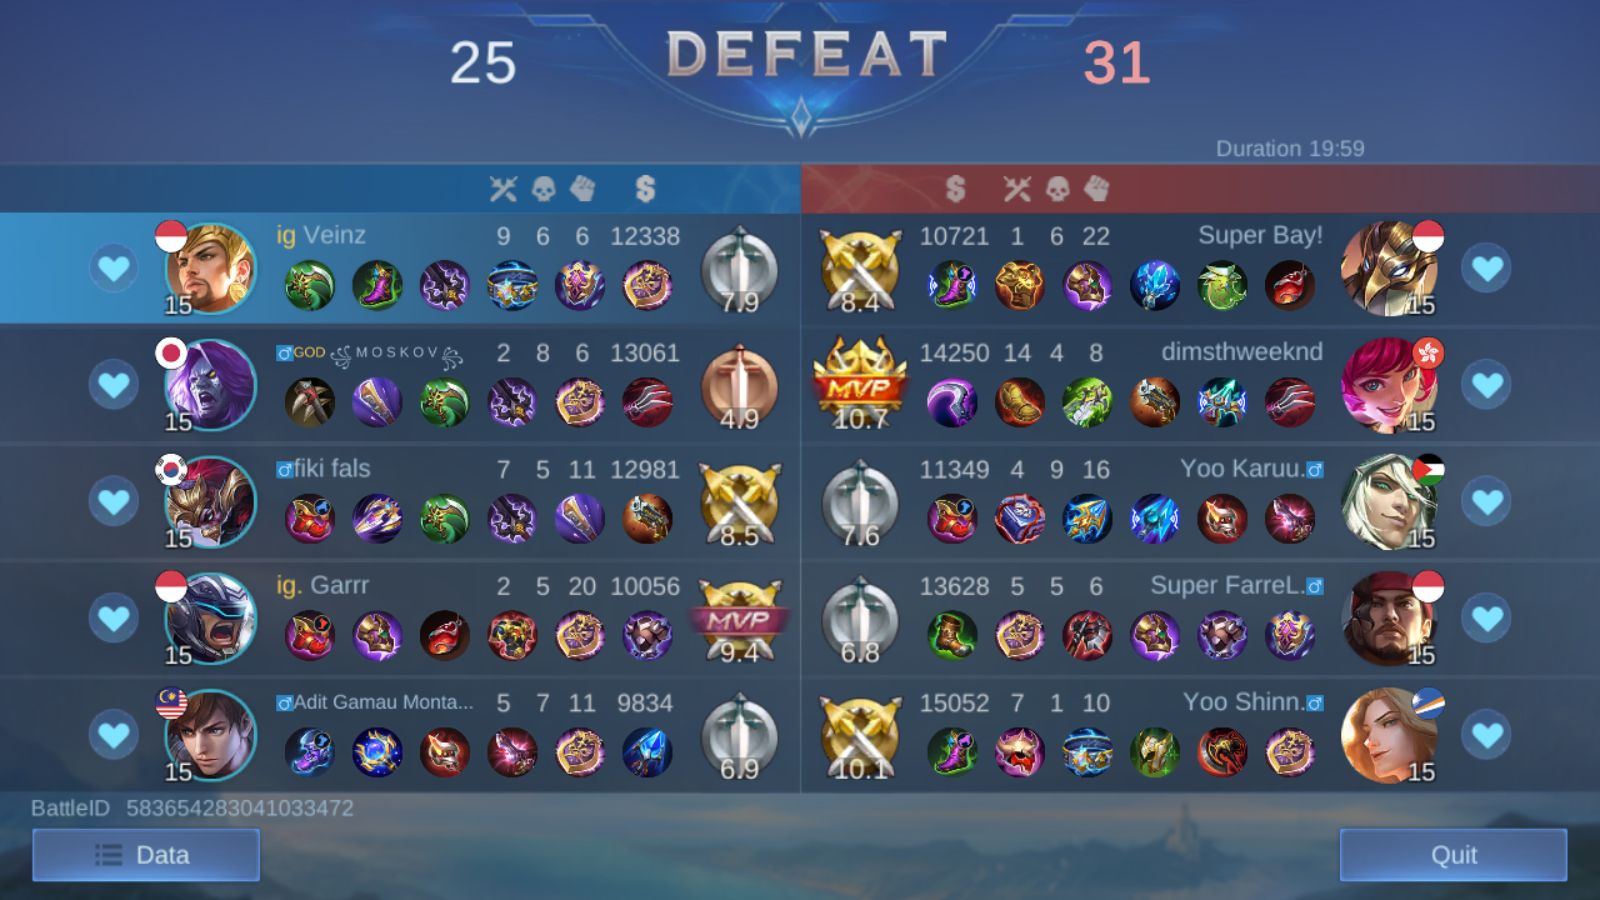 25 DEFEAT 31
Duration 19:59
ig Veinz 9 6 6 12338
15 7.9
8.4 10721 1 6 22 Super Bay!
15
GOD MOSKOV 2 8 6 13061
15 4.9
MVP 10.7 14250 14 4 8 dimsthweeknd
15
fiki fals 7 5 11 12981
15 8.5
7.6 11349 4 9 16 Yoo Karuu.
15
ig. Garrr 2 5 20 10056
15 MVP 9.4
6.8 13628 5 5 6 Super FarreL.
15
Adit Gamau Monta... 5 7 11 9834
15 6.9
10.1 15052 7 1 10 Yoo Shinn.
15
BattleID 583654283041033472
Data
Quit